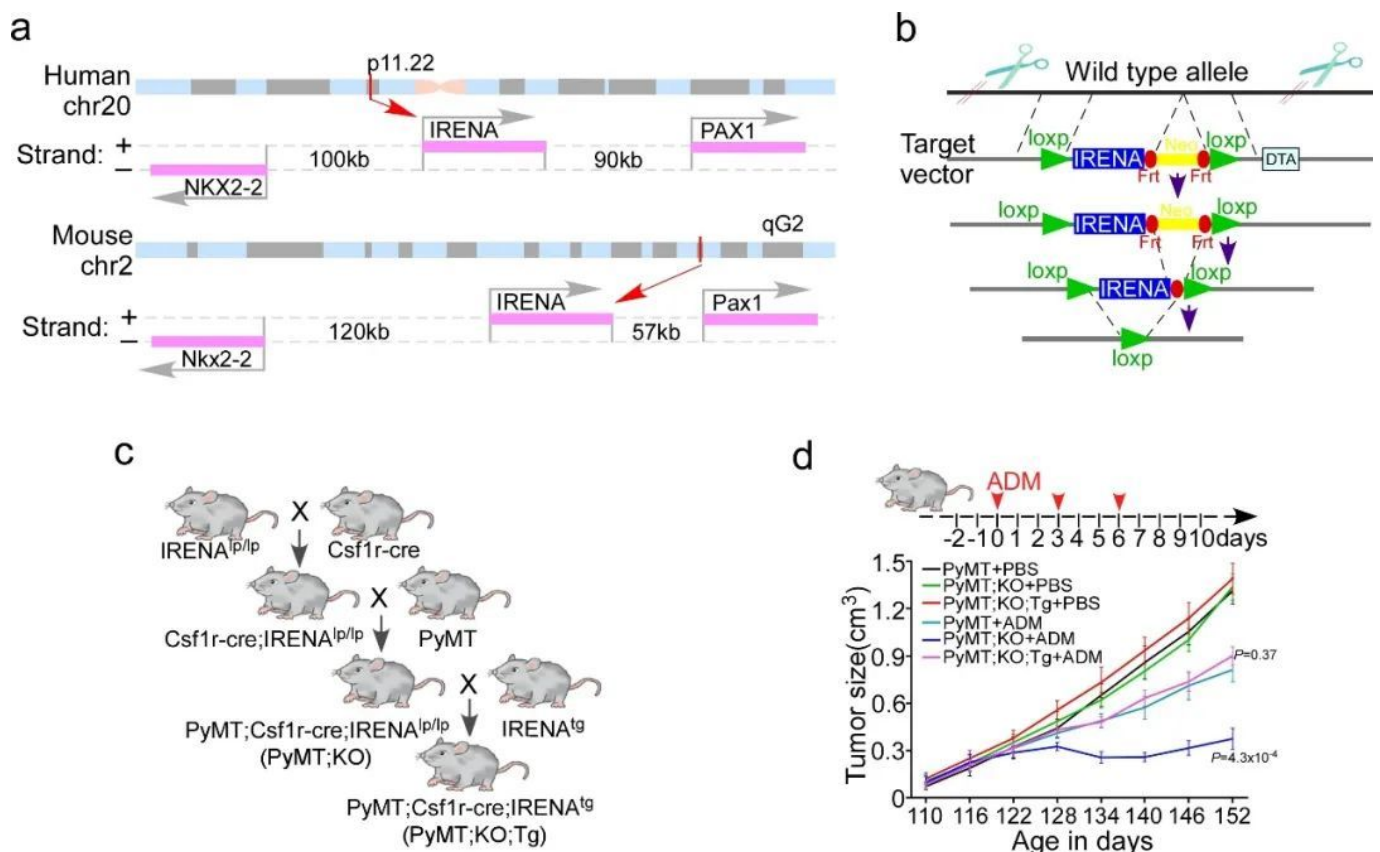 a
p11.22
Human
chr20
IRENA
PAX1
Strand: +
−
100kb
90kb
NKX2-2
Mouse
chr2
qG2
IRENA
Pax1
Strand: +
−
120kb
57kb
Nkx2-2
b
Wild type allele
loxp
Neo
loxp
Target
vector
IRENA
DTA
Frt
Frt
loxp
Neo
loxp
IRENA
Frt
Frt
loxp
loxp
IRENA
loxp
c
X
IRENA^lp/lp
Csf1r-cre
X
Csf1r-cre;IRENA^lp/lp
PyMT
X
PyMT;Csf1r-cre;IRENA^lp/lp
(PyMT;KO)
IRENA^tg
PyMT;Csf1r-cre;IRENA^tg
(PyMT;KO;Tg)
d
ADM
-2 -1 0 1 2 3 4 5 6 7 8 9 10 days
PyMT+PBS
PyMT;KO+PBS
PyMT;KO;Tg+PBS
PyMT+ADM
PyMT;KO+ADM
PyMT;KO;Tg+ADM
P=0.37
P=4.3x10⁻⁴
Tumor size(cm³)
1.5
1.2
0.9
0.6
0.3
0
110 116 122 128 134 140 146 152
Age in days